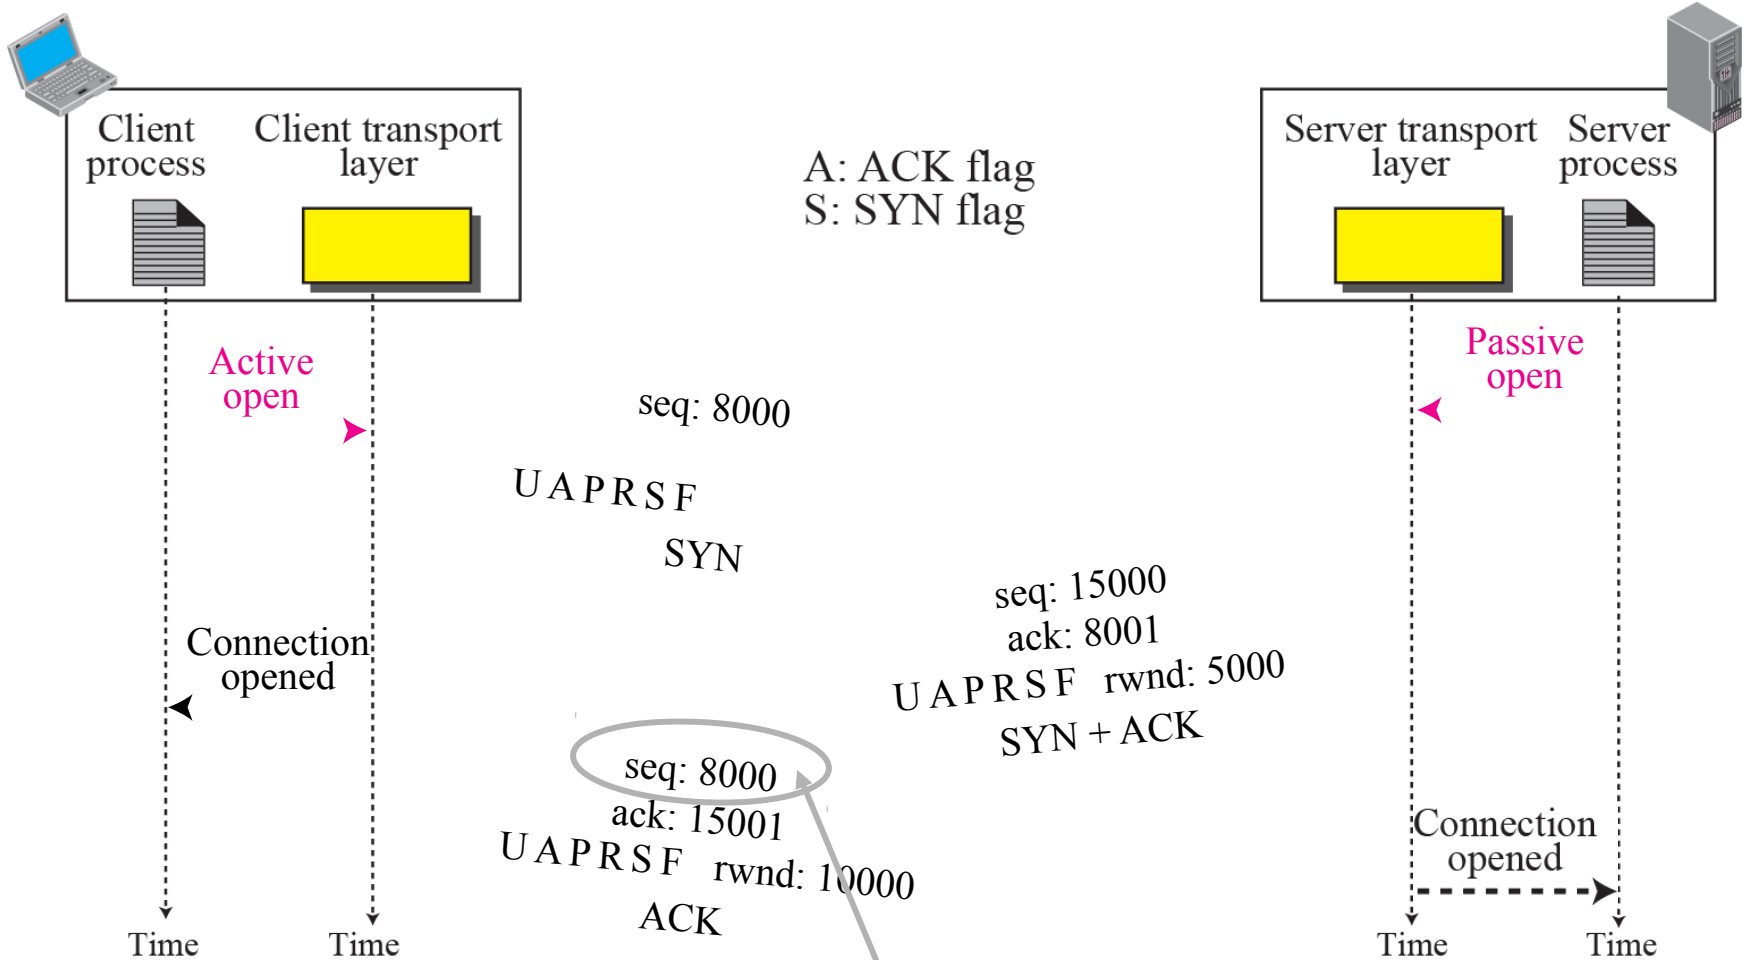 Client
process
Client transport
layer
A: ACK flag
S: SYN flag
Server transport
layer
Server
process
Active
open
Passive
open
seq: 8000
U A P R S F
SYN
seq: 15000
ack: 8001
U A P R S F rwnd: 5000
SYN + ACK
Connection
opened
seq: 8000
ack: 15001
U A P R S F rwnd: 10000
ACK
Connection
opened
Time
Time
Time
Time